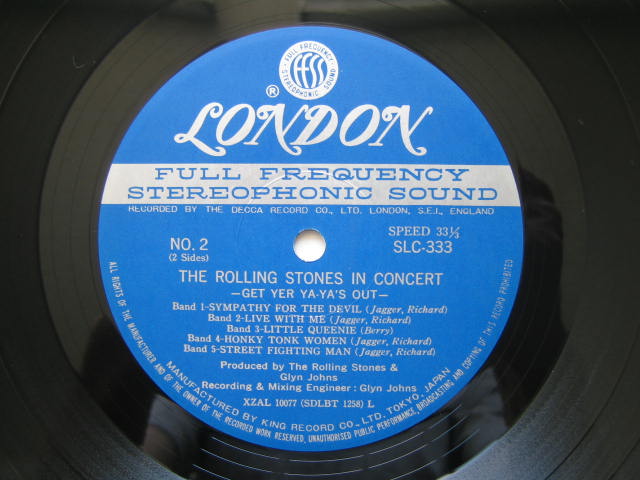 FULL FREQUENCY
ffss
STEREOPHONIC SOUND
®
LONDON
FULL FREQUENCY
STEREOPHONIC SOUND
RECORDED BY THE DECCA RECORD CO., LTD. LONDON, S.E.I., ENGLAND
NO. 2
(2 Sides)
SPEED 33⅓
SLC-333
THE ROLLING STONES IN CONCERT
—GET YER YA-YA'S OUT—
Band 1-SYMPATHY FOR THE DEVIL (Jagger, Richard)
Band 2-LIVE WITH ME (Jagger, Richard)
Band 3-LITTLE QUEENIE (Berry)
Band 4-HONKY TONK WOMEN (Jagger, Richard)
Band 5-STREET FIGHTING MAN (Jagger, Richard)
Produced by The Rolling Stones &
Glyn Johns
Recording & Mixing Engineer : Glyn Johns
XZAL 10077 (SDLBT 1258) L
MANUFACTURED BY KING RECORD CO., LTD. TOKYO, JAPAN
ALL RIGHTS OF THE MANUFACTURER AND OF THE OWNER OF THE RECORDED WORK RESERVED, UNAUTHORISED PUBLIC PERFORMANCE, BROADCASTING AND COPYING OF THIS RECORD PROHIBITED